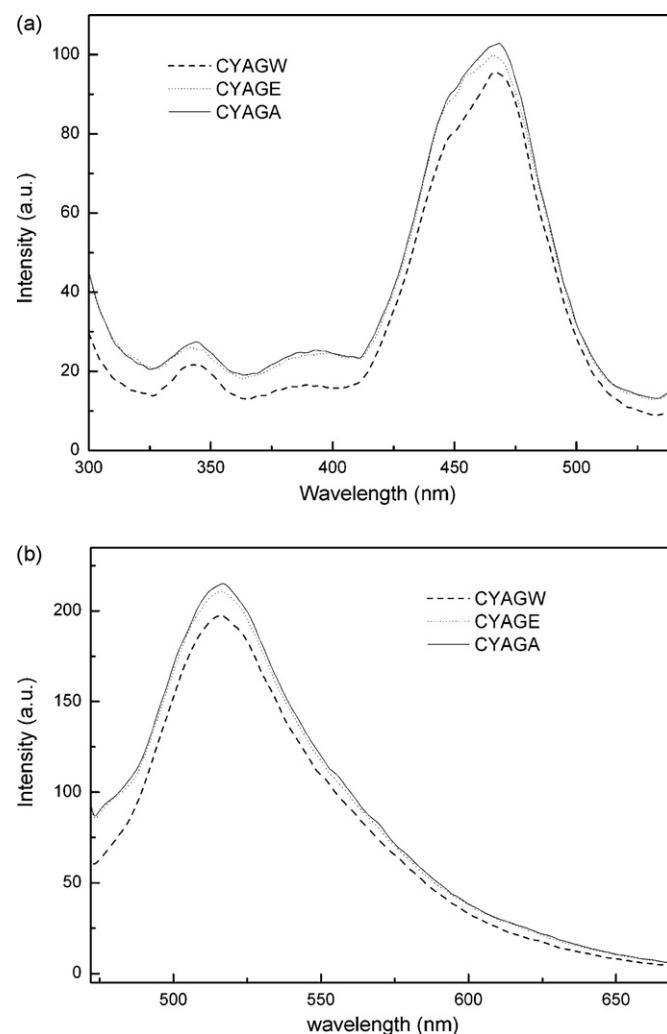 (a)
100
80
60
40
20
0
Intensity (a.u.)
CYAGW
CYAGE
CYAGA
300
350
400
450
500
Wavelength (nm)
(b)
200
150
100
50
0
Intensity (a.u.)
CYAGW
CYAGE
CYAGA
500
550
600
650
wavelength (nm)